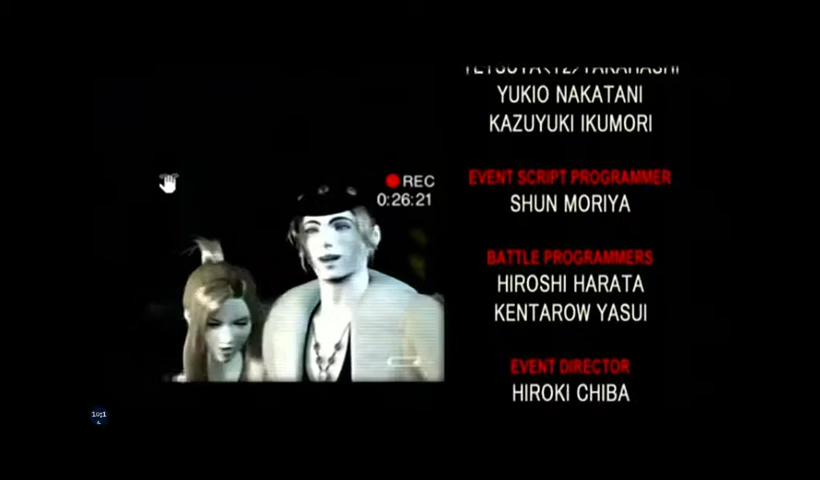 YUKIO NAKATANI
KAZUYUKI IKUMORI
REC
0:26:21
EVENT SCRIPT PROGRAMMER
SHUN MORIYA
BATTLE PROGRAMMERS
HIROSHI HARATA
KENTAROW YASUI
EVENT DIRECTOR
HIROKI CHIBA